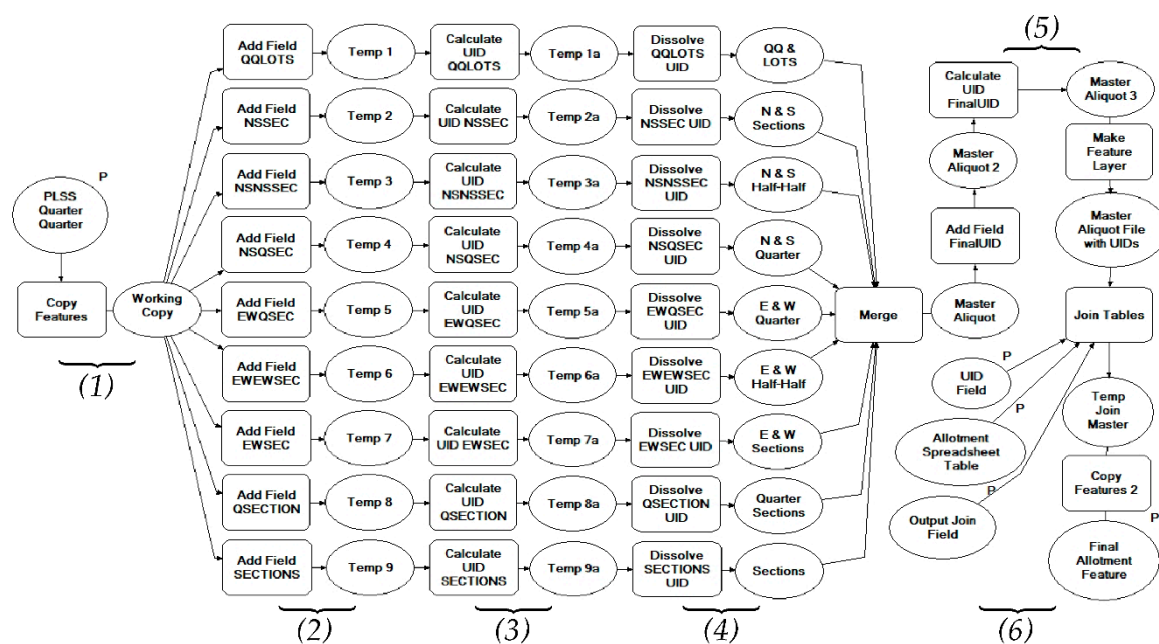 P
PLSS
Quarter
Quarter
Copy
Features
Working
Copy
(1)
Add Field
QQLOTS
Temp 1
Calculate
UID
QQLOTS
Temp 1a
Dissolve
QQLOTS
UID
QQ &
LOTS
Add Field
NSSEC
Temp 2
Calculate
UID NSSEC
Temp 2a
Dissolve
NSSEC UID
N & S
Sections
Add Field
NSNSSEC
Temp 3
Calculate
UID
NSNSSEC
Temp 3a
Dissolve
NSNSSEC
UID
N & S
Half-Half
Add Field
NSQSEC
Temp 4
Calculate
UID
NSQSEC
Temp 4a
Dissolve
NSQSEC
UID
N & S
Quarter
Add Field
EWQSEC
Temp 5
Calculate
UID
EWQSEC
Temp 5a
Dissolve
EWQSEC
UID
E & W
Quarter
Add Field
EWEWSEC
Temp 6
Calculate
UID
EWEWSEC
Temp 6a
Dissolve
EWEWSEC
UID
E & W
Half-Half
Add Field
EWSEC
Temp 7
Calculate
UID EWSEC
Temp 7a
Dissolve
EWSEC UID
E & W
Sections
Add Field
QSECTION
Temp 8
Calculate
UID
QSECTION
Temp 8a
Dissolve
QSECTION
UID
Quarter
Sections
Add Field
SECTIONS
Temp 9
Calculate
UID
SECTIONS
Temp 9a
Dissolve
SECTIONS
UID
Sections
(2)
(3)
(4)
Merge
Master
Aliquot
Add Field
FinalUID
Master
Aliquot 2
Calculate
UID
FinalUID
(5)
Master
Aliquot 3
Make
Feature
Layer
Master
Aliquot File
with UIDs
Join Tables
P
UID
Field
P
Allotment
Spreadsheet
Table
P
Output Join
Field
Temp
Join
Master
Copy
Features 2
P
Final
Allotment
Feature
(6)